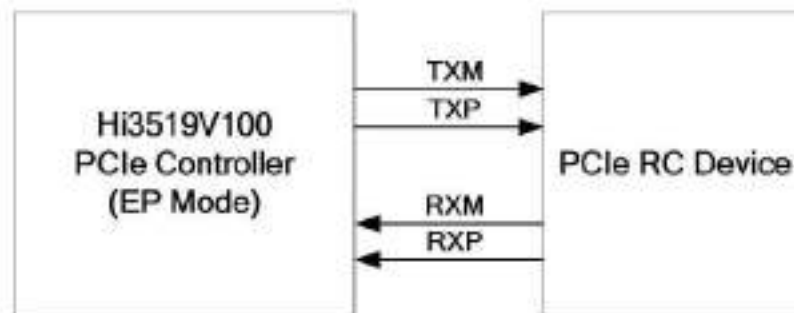 Hi3519V100
PCIe Controller
(EP Mode)
TXM
TXP
RXM
RXP
PCIe RC Device